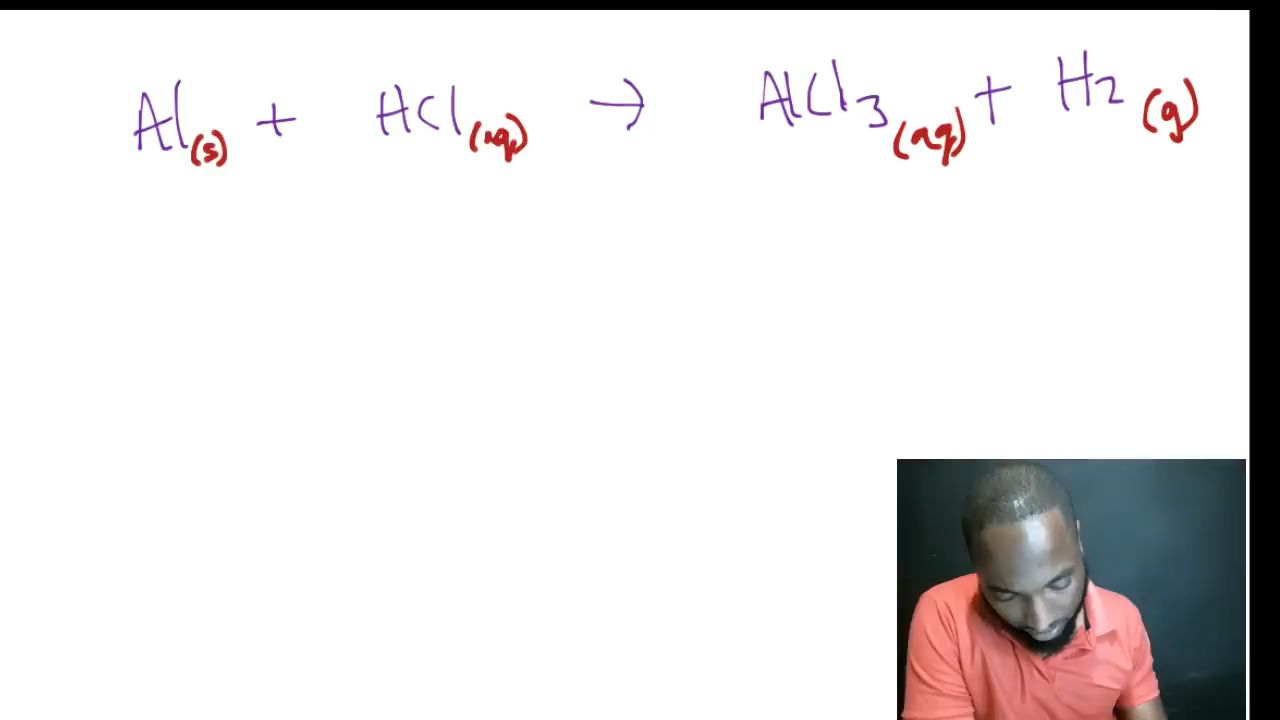 Al(s) + HCl(aq) → AlCl3(aq) + H2(g)